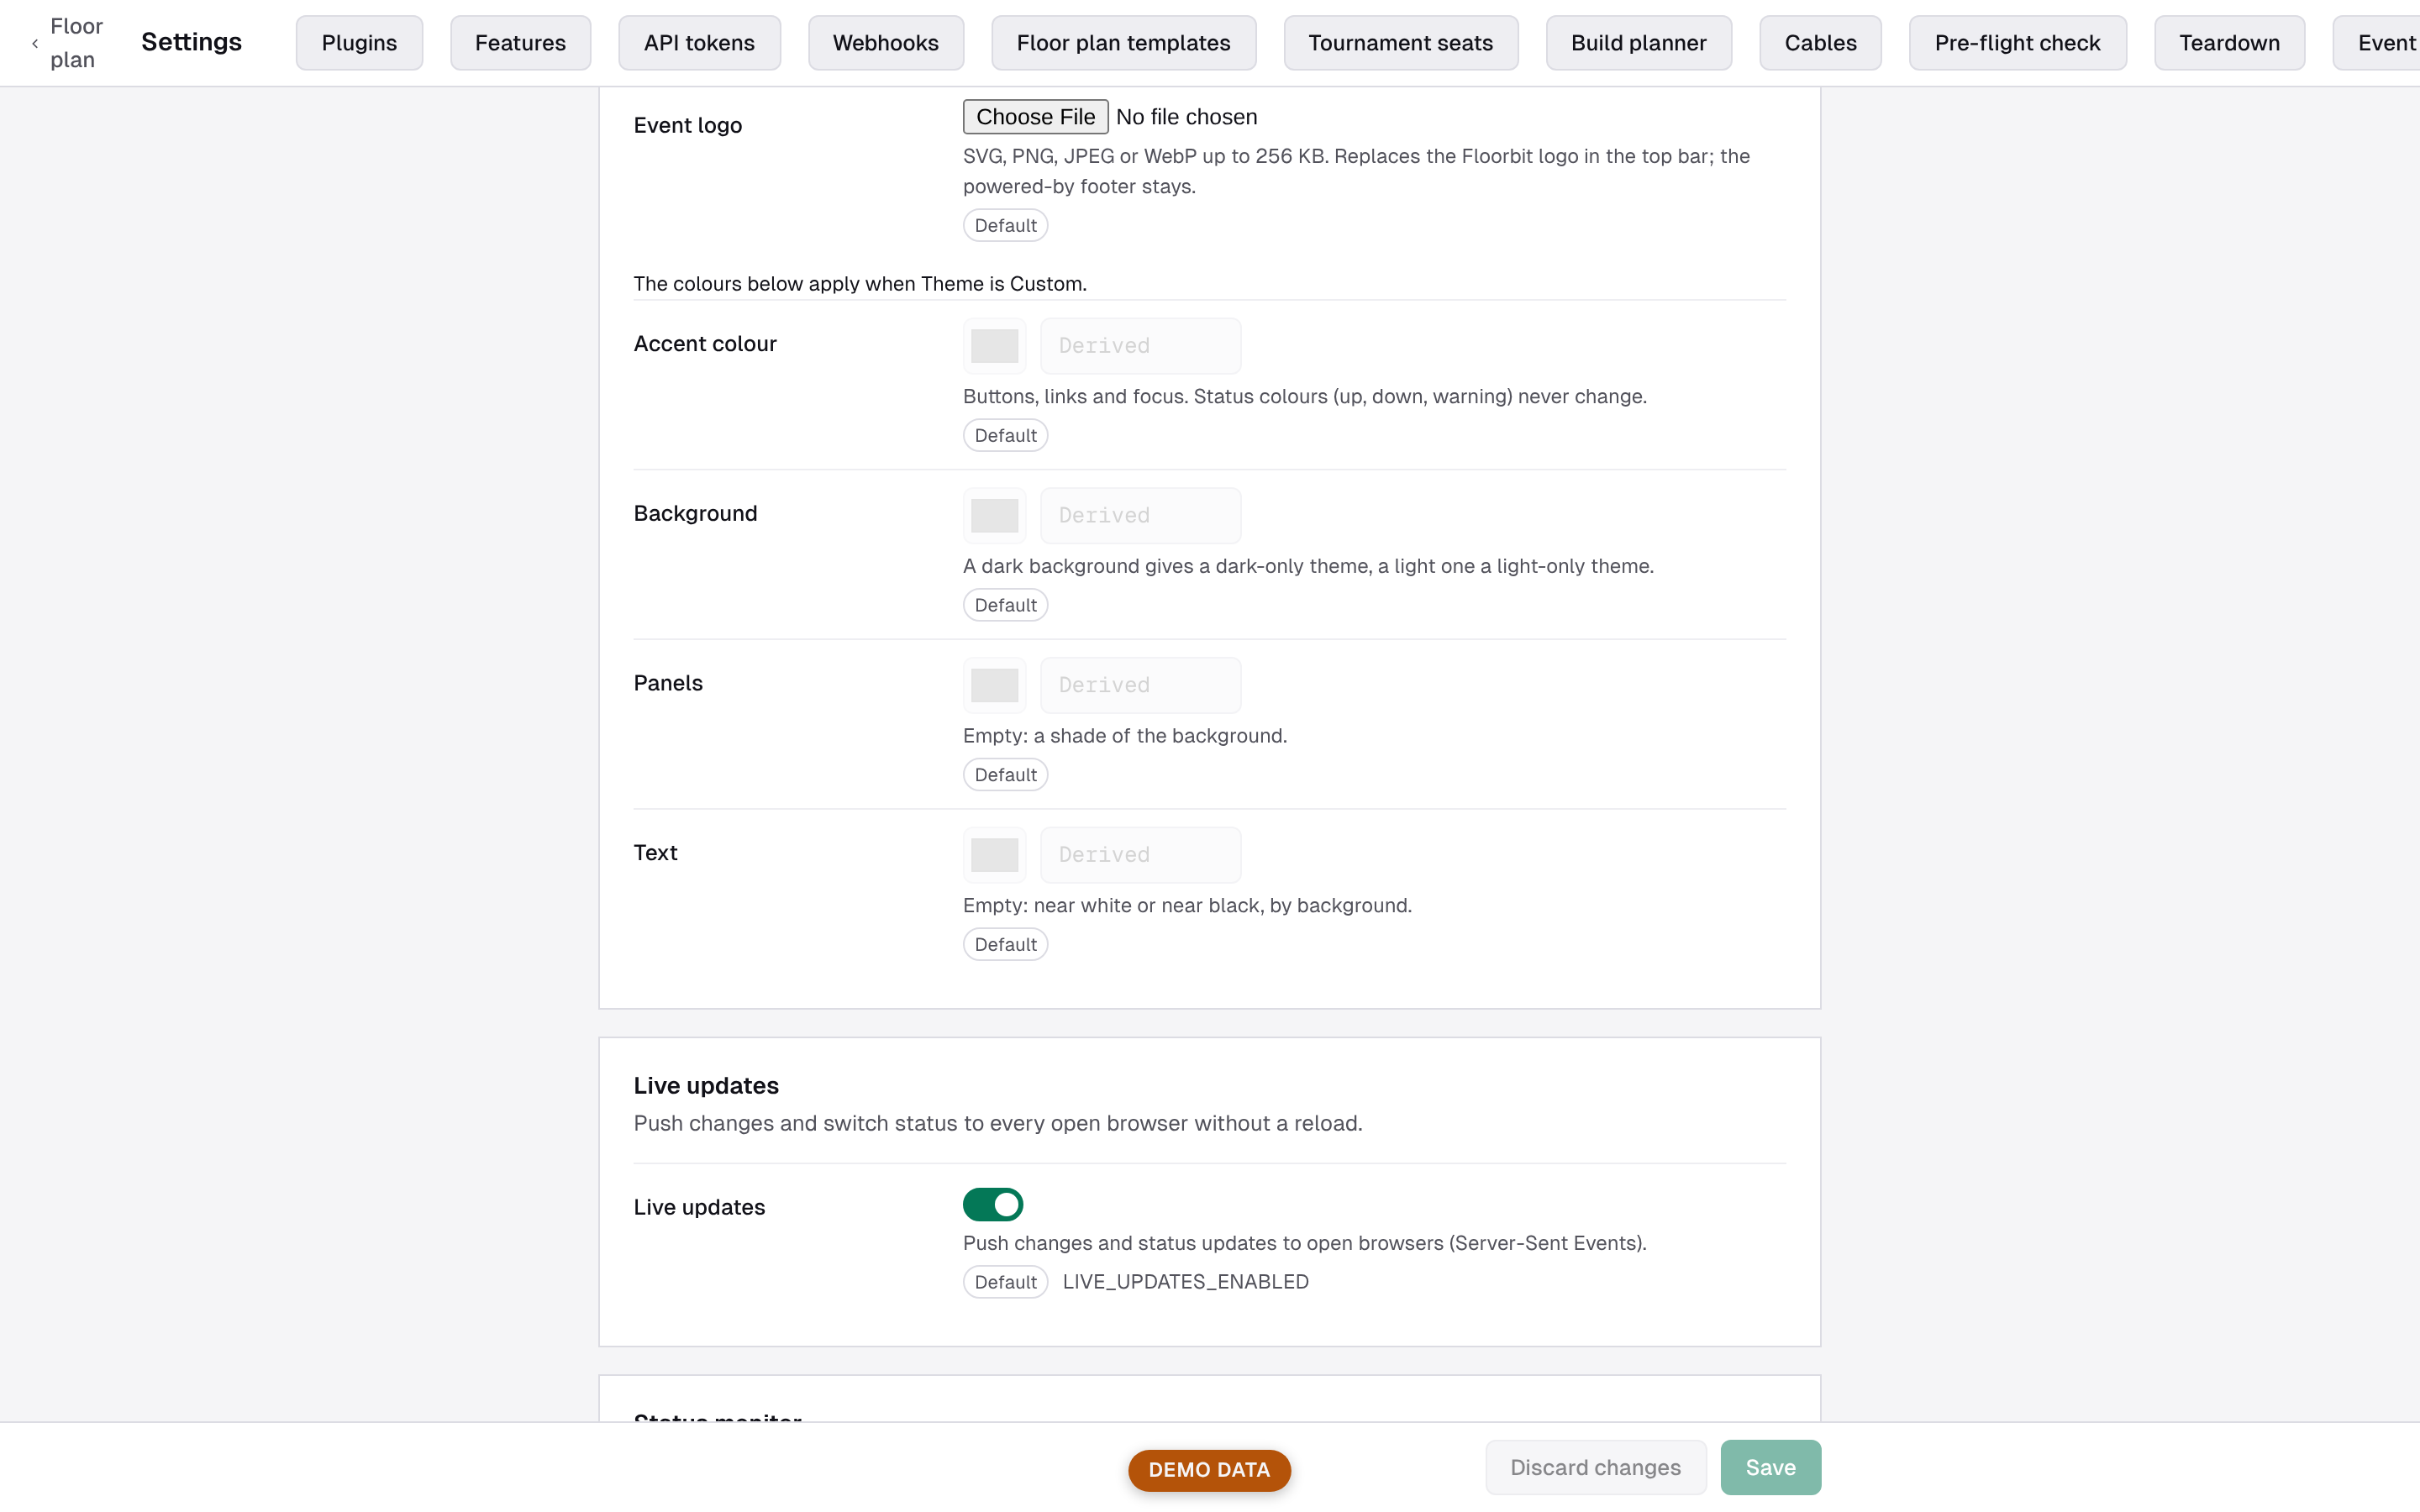 Floor plan
Settings
Plugins
Features
API tokens
Webhooks
Floor plan templates
Tournament seats
Build planner
Cables
Pre-flight check
Teardown
Event
Event logo
Choose File No file chosen
SVG, PNG, JPEG or WebP up to 256 KB. Replaces the Floorbit logo in the top bar; the
powered-by footer stays.
Default
The colours below apply when Theme is Custom.
Accent colour
Derived
Buttons, links and focus. Status colours (up, down, warning) never change.
Default
Background
Derived
A dark background gives a dark-only theme, a light one a light-only theme.
Default
Panels
Derived
Empty: a shade of the background.
Default
Text
Derived
Empty: near white or near black, by background.
Default
Live updates
Push changes and switch status to every open browser without a reload.
Live updates
Push changes and status updates to open browsers (Server-Sent Events).
Default LIVE_UPDATES_ENABLED
Status monitor
DEMO DATA
Discard changes
Save